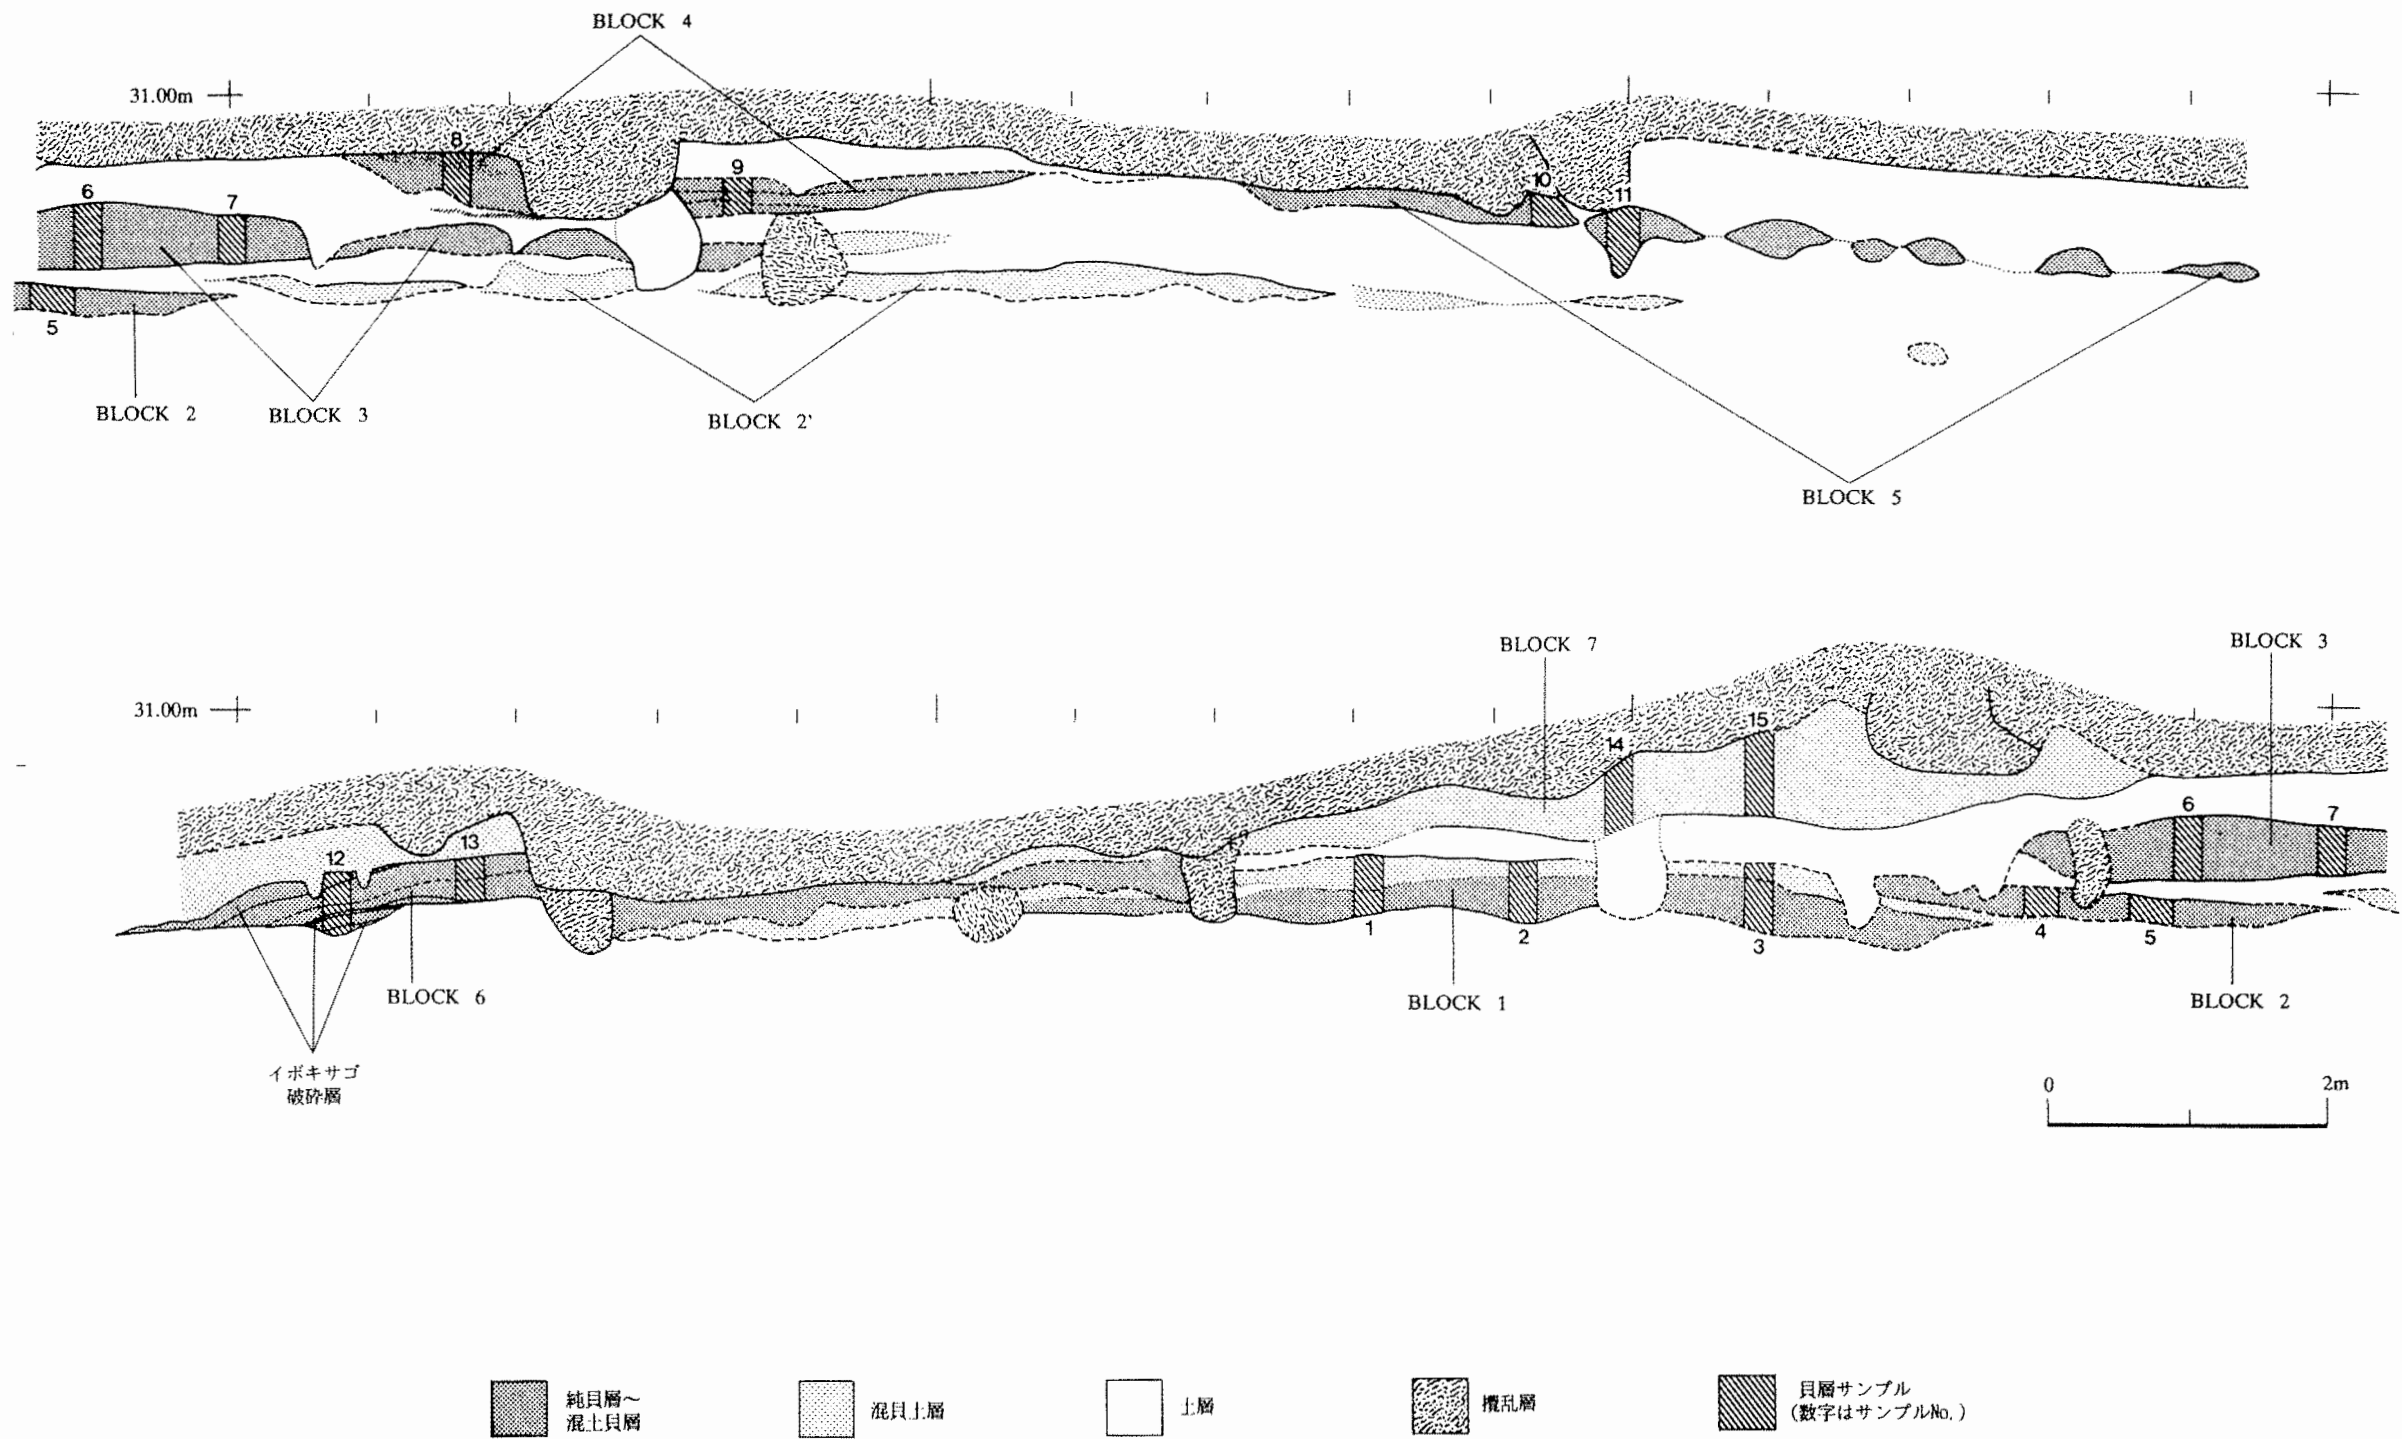 BLOCK 4
31.00m
8
9
10
11
6
7
5
BLOCK 2
BLOCK 3
BLOCK 2'
BLOCK 5
BLOCK 7
BLOCK 3
31.00m
15
14
13
12
6
7
1
2
3
4
5
BLOCK 6
BLOCK 1
BLOCK 2
イボキサゴ
破砕層
0 2m
純貝層〜
混土貝層
混貝土層
土層
攪乱層
貝層サンプル
(数字はサンプルNo.)